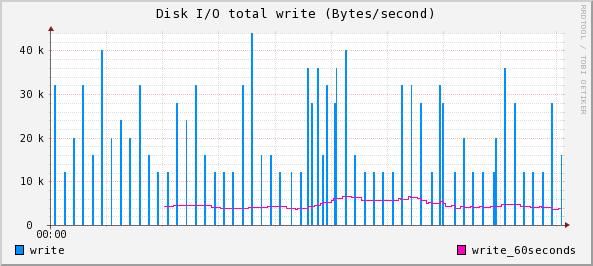 Disk I/O total write (Bytes/second)
RRDTOOL / TOBI OETIKER
40 k
30 k
20 k
10 k
0
00:00
write
write_60seconds